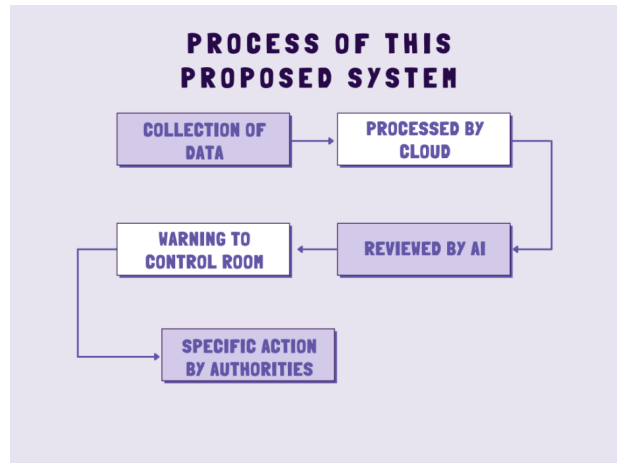 PROCESS OF THIS
PROPOSED SYSTEM
COLLECTION OF
DATA
PROCESSED BY
CLOUD
REVIEWED BY AI
WARNING TO
CONTROL ROOM
SPECIFIC ACTION
BY AUTHORITIES